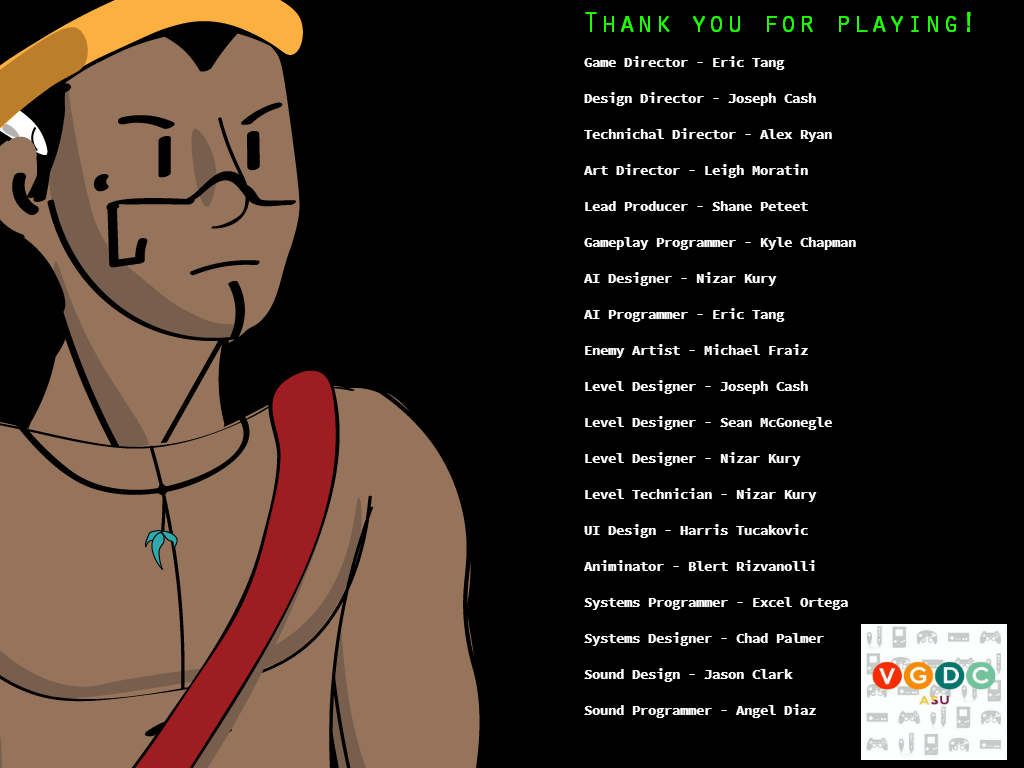 Thank you for playing!
Game Director - Eric Tang
Design Director - Joseph Cash
Technichal Director - Alex Ryan
Art Director - Leigh Moratin
Lead Producer - Shane Peteet
Gameplay Programmer - Kyle Chapman
AI Designer - Nizar Kury
AI Programmer - Eric Tang
Enemy Artist - Michael Fraiz
Level Designer - Joseph Cash
Level Designer - Sean McGonegle
Level Designer - Nizar Kury
Level Technician - Nizar Kury
UI Design - Harris Tucakovic
Animinator - Blert Rizvanolli
Systems Programmer - Excel Ortega
Systems Designer - Chad Palmer
Sound Design - Jason Clark
Sound Programmer - Angel Diaz
VGDC
ASU